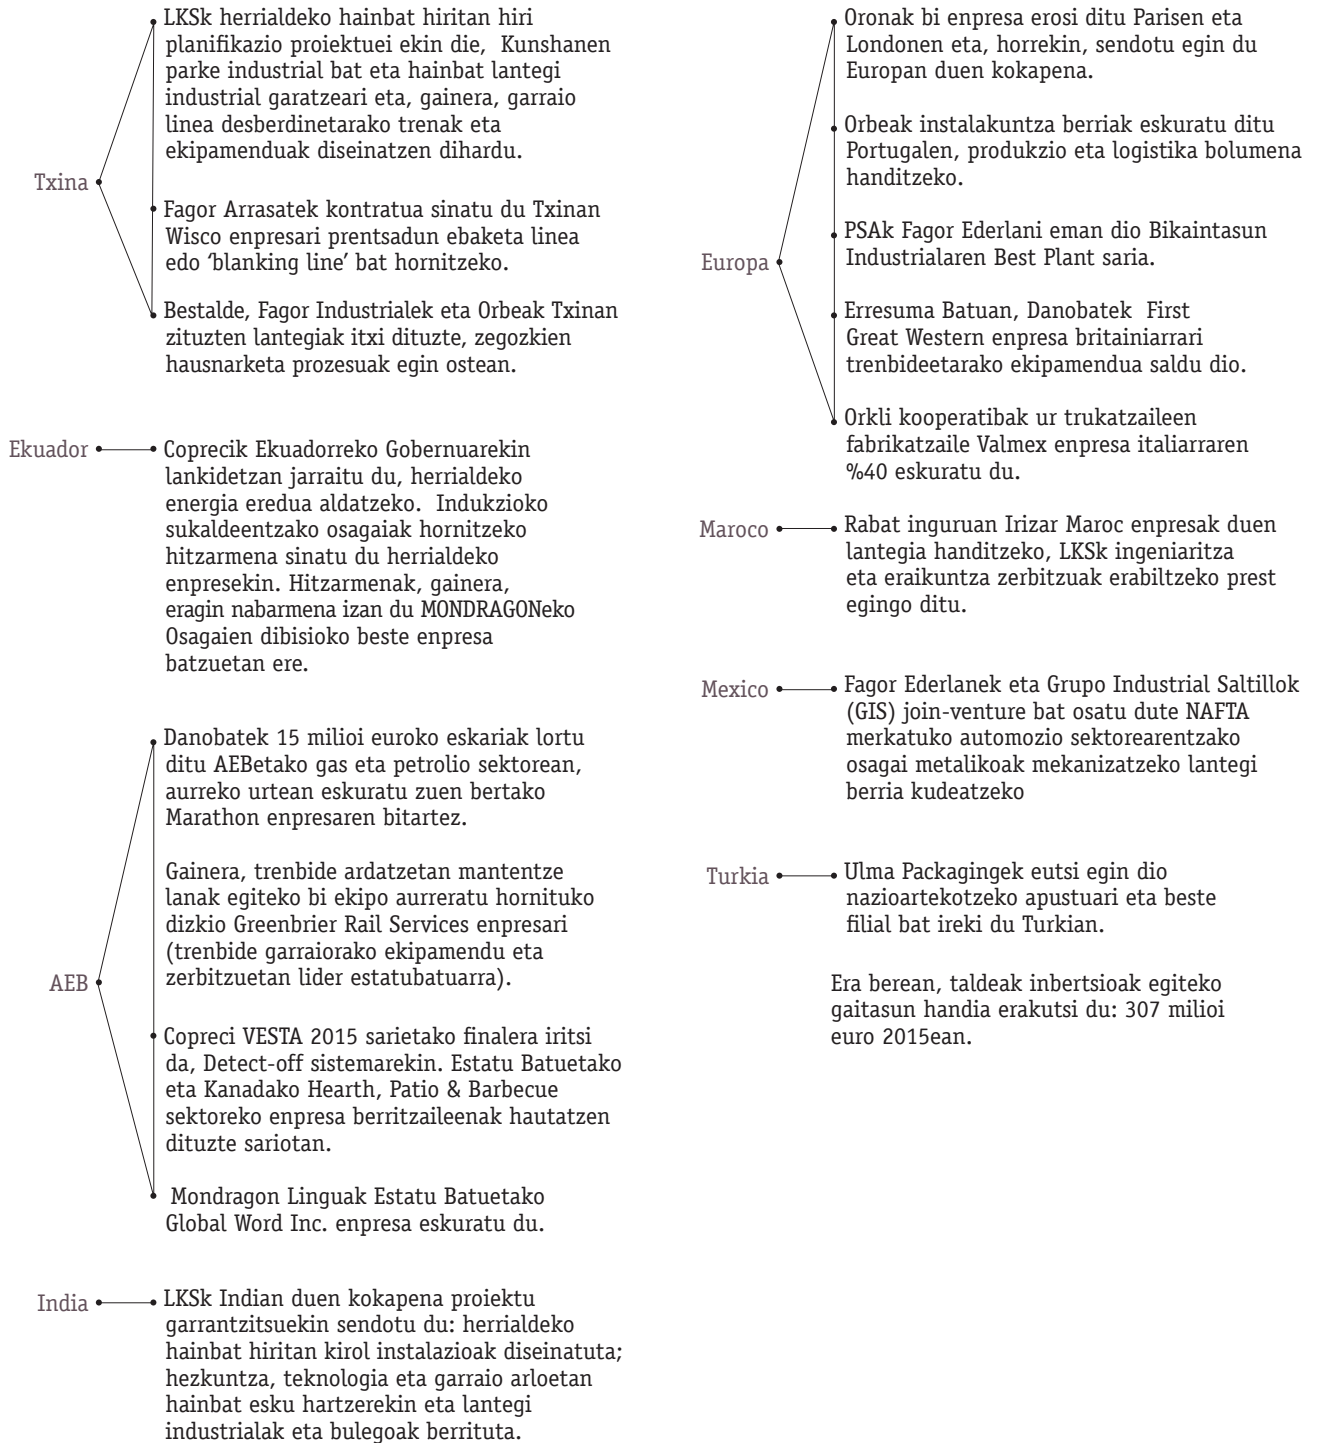 Txina
LKSk herrialdeko hainbat hiritan hiri
planifikazio proiektuei ekin die, Kunshanen
parke industrial bat eta hainbat lantegi
industrial garatzeari eta, gainera, garraio
linea desberdinetarako trenak eta
ekipamenduak diseinatzen dihardu.
Fagor Arrasatek kontratua sinatu du Txinan
Wisco enpresari prentsadun ebaketa linea
edo ‘blanking line’ bat hornitzeko.
Bestalde, Fagor Industrialek eta Orbeak Txinan
zituzten lantegiak itxi dituzte, zegozkien
hausnarketa prozesuak egin ostean.
Ekuador
Coprecik Ekuadorreko Gobernuarekin
lankidetzan jarraitu du, herrialdeko
energia eredua aldatzeko. Indukzioko
sukaldeentzako osagaiak hornitzeko
hitzarmena sinatu du herrialdeko
enpresekin. Hitzarmenak, gainera,
eragin nabarmena izan du MONDRAGONeko
Osagaien dibisioko beste enpresa
batzuetan ere.
AEB
Danobatek 15 milioi euroko eskariak lortu
ditu AEBetako gas eta petrolio sektorean,
aurreko urtean eskuratu zuen bertako
Marathon enpresaren bitartez.
Gainera, trenbide ardatzetan mantentze
lanak egiteko bi ekipo aurreratu hornituko
dizkio Greenbrier Rail Services enpresari
(trenbide garraiorako ekipamendu eta
zerbitzuetan lider estatubatuarra).
Copreci VESTA 2015 sarietako finalera iritsi
da, Detect-off sistemarekin. Estatu Batuetako
eta Kanadako Hearth, Patio & Barbecue
sektoreko enpresa berritzaileenak hautatzen
dituzte sariotan.
Mondragon Linguak Estatu Batuetako
Global Word Inc. enpresa eskuratu du.
India
LKSk Indian duen kokapena proiektu
garrantzitsuekin sendotu du: herrialdeko
hainbat hiritan kirol instalazioak diseinatuta;
hezkuntza, teknologia eta garraio arloetan
hainbat esku hartzerekin eta lantegi
industrialak eta bulegoak berrituta.
Europa
Oronak bi enpresa erosi ditu Parisen eta
Londonen eta, horrekin, sendotu egin du
Europan duen kokapena.
Orbeak instalakuntza berriak eskuratu ditu
Portugalen, produkzio eta logistika bolumena
handitzeko.
PSAk Fagor Ederlani eman dio Bikaintasun
Industrialaren Best Plant saria.
Erresuma Batuan, Danobatek First
Great Western enpresa britainiarrari
trenbideetarako ekipamendua saldu dio.
Orkli kooperatibak ur trukatzaileen
fabrikatzaile Valmex enpresa italiarraren
%40 eskuratu du.
Maroco
Rabat inguruan Irizar Maroc enpresak duen
lantegia handitzeko, LKSk ingeniaritza
eta eraikuntza zerbitzuak erabiltzeko prest
egingo ditu.
Mexico
Fagor Ederlanek eta Grupo Industrial Saltillok
(GIS) join-venture bat osatu dute NAFTA
merkatuko automozio sektorearentzako
osagai metalikoak mekanizatzeko lantegi
berria kudeatzeko
Turkia
Ulma Packagingek eutsi egin dio
nazioartekotzeko apustuari eta beste
filial bat ireki du Turkian.
Era berean, taldeak inbertsioak egiteko
gaitasun handia erakutsi du: 307 milioi
euro 2015ean.